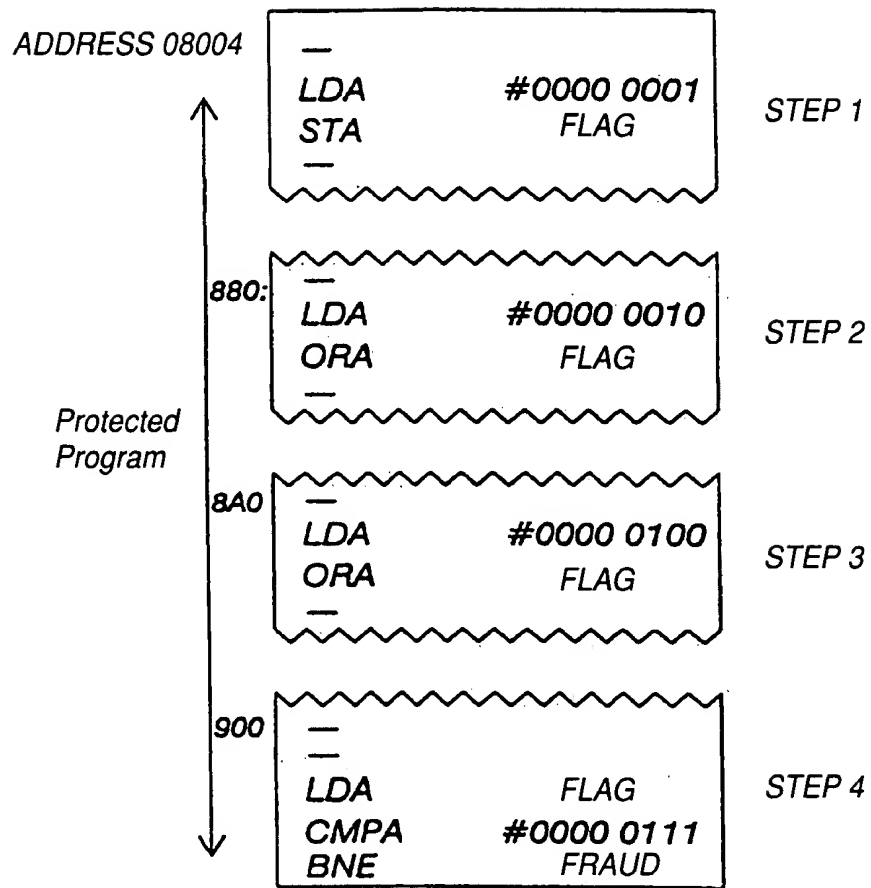 ADDRESS 08004
—
LDA #0000 0001
STA FLAG
—
STEP 1
880:
—
LDA #0000 0010
ORA FLAG
—
STEP 2
Protected
Program
8A0
—
LDA #0000 0100
ORA FLAG
—
STEP 3
900
—
—
LDA FLAG
CMPA #0000 0111
BNE FRAUD
STEP 4